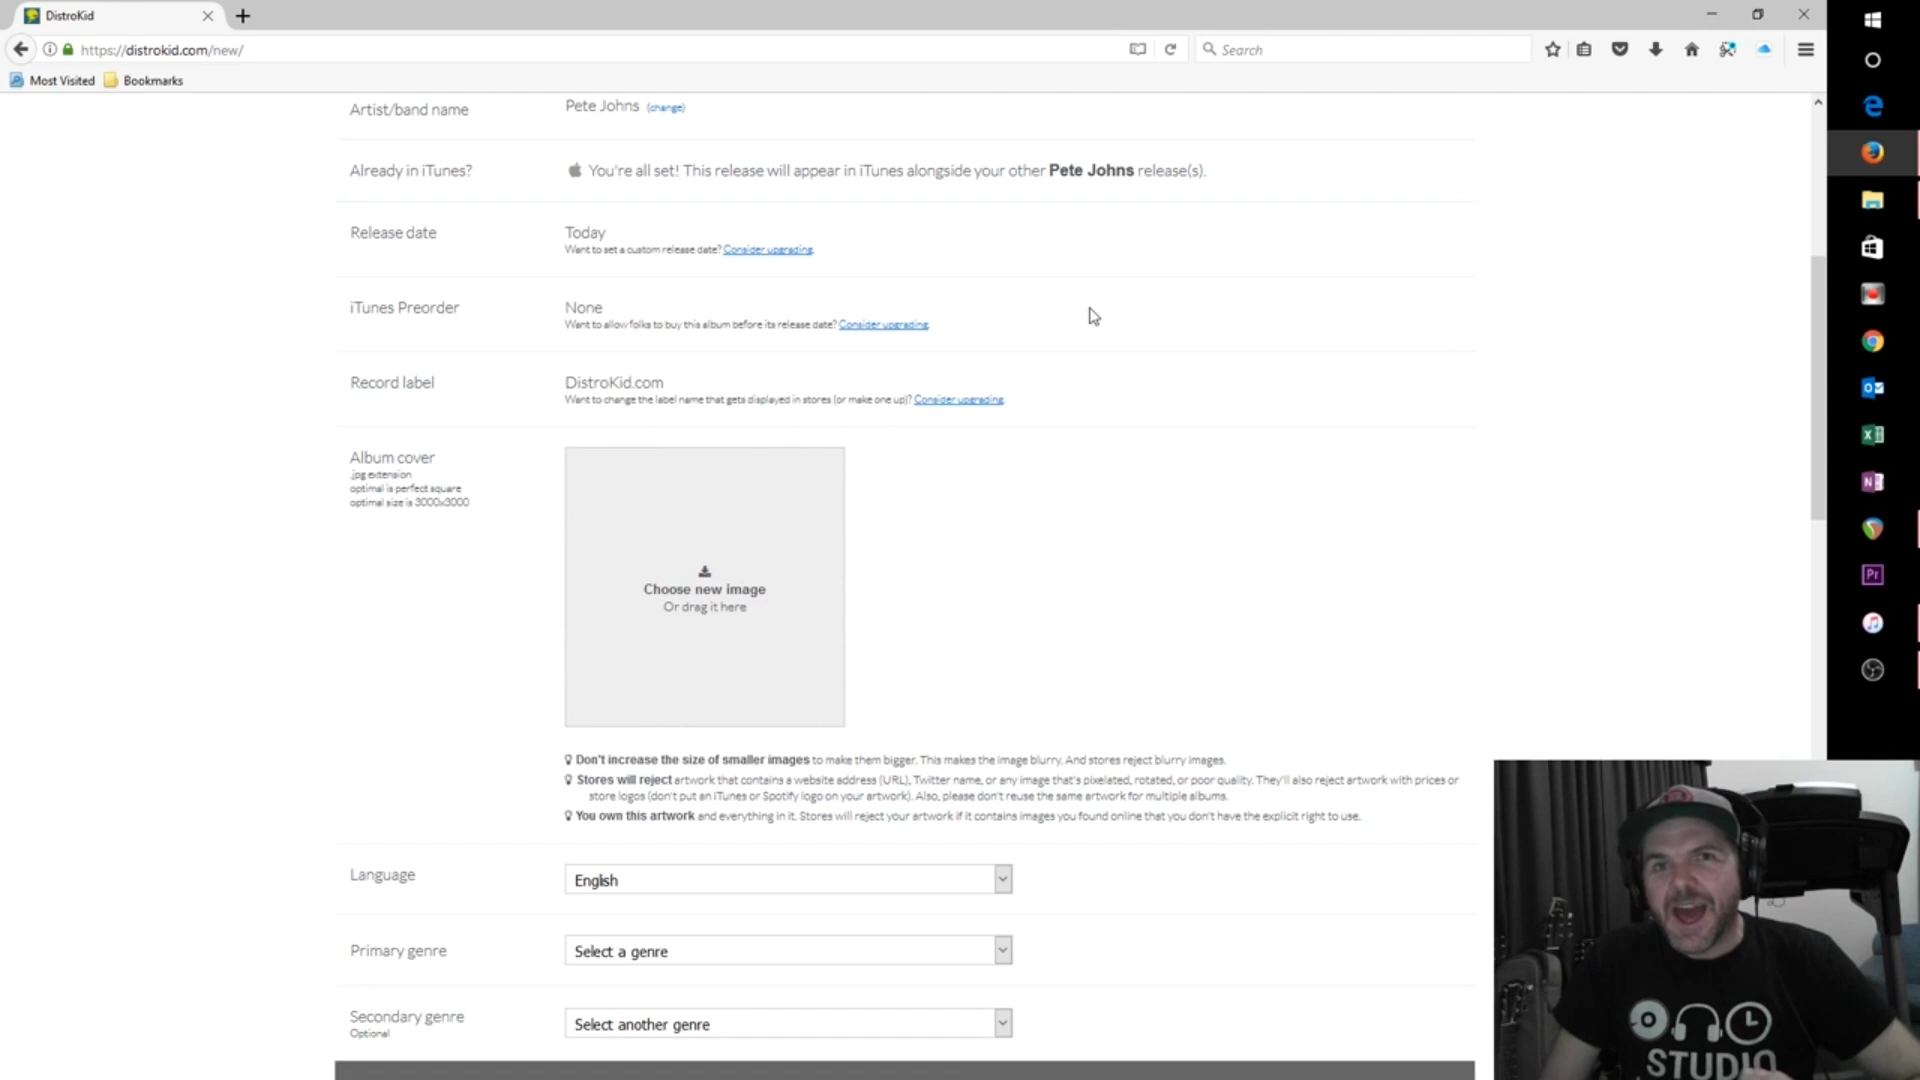 DistroKid
https://distrokid.com/new/
Search
Most Visited
Bookmarks
Artist/band name
Pete Johns (change)
Already in iTunes?
You're all set! This release will appear in iTunes alongside your other Pete Johns release(s).
Release date
Today
Want to set a custom release date? Consider upgrading.
iTunes Preorder
None
Want to allow folks to buy this album before its release date? Consider upgrading.
Record label
DistroKid.com
Want to change the label name that gets displayed in stores (or make one up)? Consider upgrading.
Album cover
.jpg extension
optimal is perfect square
optimal size is 3000x3000
Choose new image
Or drag it here
Don't increase the size of smaller images to make them bigger. This makes the image blurry. And stores reject blurry images.
Stores will reject artwork that contains a website address (URL), Twitter name, or any image that's pixelated, rotated, or poor quality. They'll also reject artwork with prices or
store logos (don't put an iTunes or Spotify logo on your artwork). Also, please don't reuse the same artwork for multiple albums.
You own this artwork and everything in it. Stores will reject your artwork if it contains images you found online that you don't have the explicit right to use.
Language
English
Primary genre
Select a genre
Secondary genre
Optional
Select another genre
STUDIO
Pr